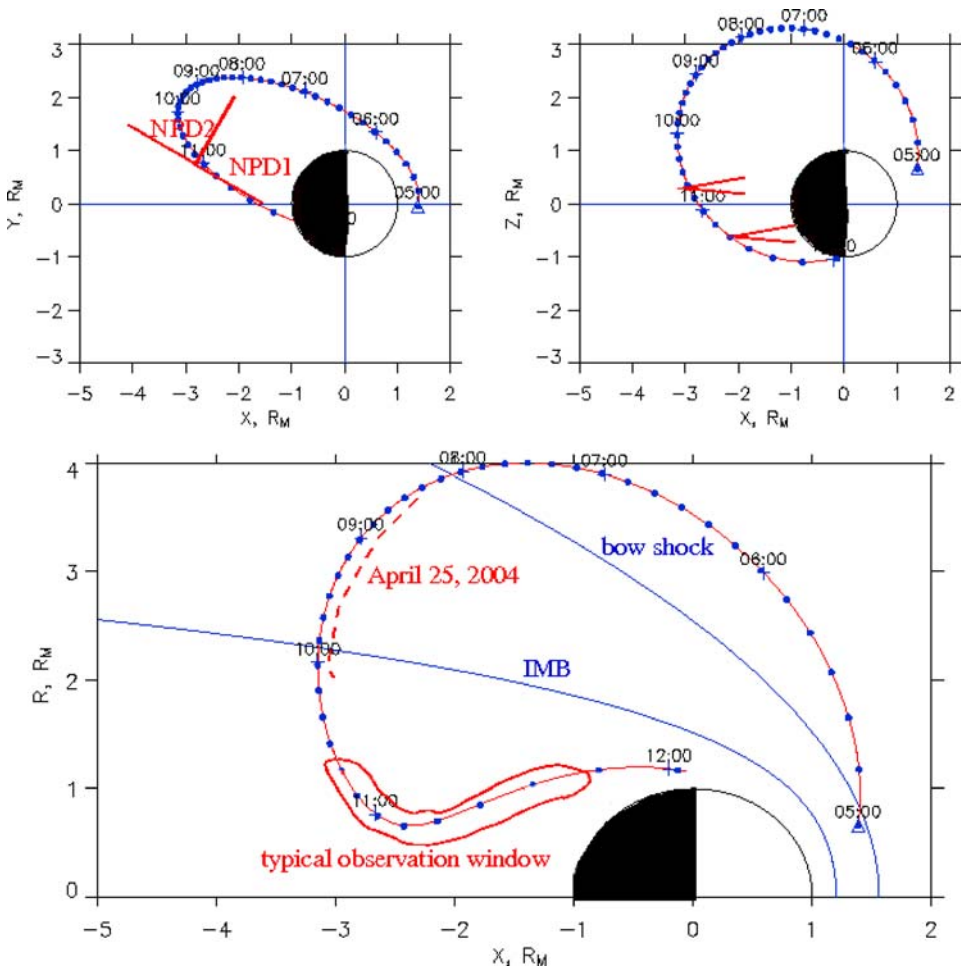 08:00
09:00
07:00
10:00
06:00
NPD2
11:00
NPD1
05:00
3
2
1
0
-1
-2
-3
Y, R_M
-5 -4 -3 -2 -1 0 1 2
X, R_M
07:00
08:00
09:00
06:00
10:00
05:00
11:00
3
2
1
0
-1
-2
-3
Z, R_M
-5 -4 -3 -2 -1 0 1 2
X, R_M
08:00
07:00
09:00
bow shock
06:00
April 25, 2004
10:00
IMB
12:00
11:00
05:00
typical observation window
4
3
2
1
0
R, R_M
-5 -4 -3 -2 -1 0 1 2
X, R_M